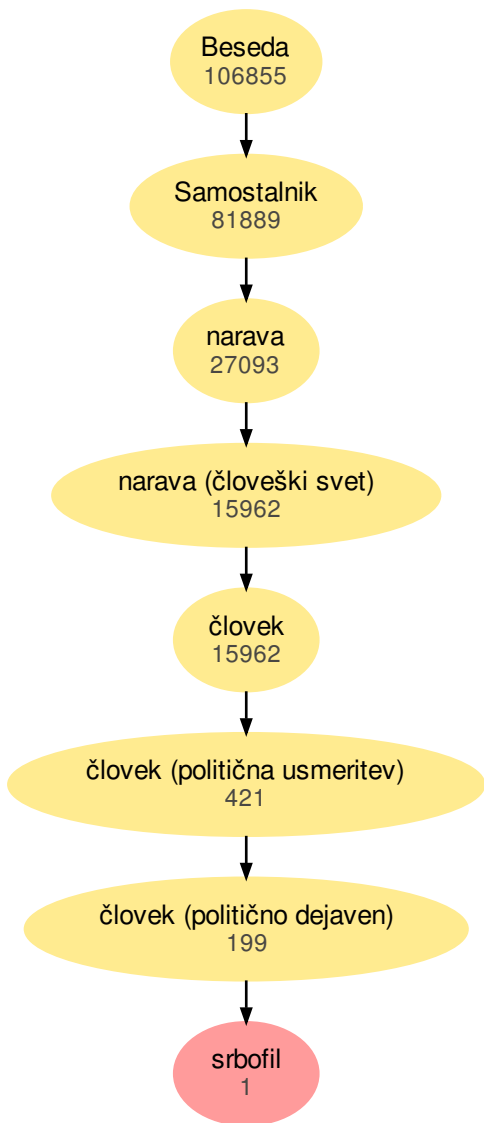 Beseda
106855
Samostalnik
81889
narava
27093
narava (človeški svet)
15962
človek
15962
človek (politična usmeritev)
421
človek (politično dejaven)
199
srbofil
1